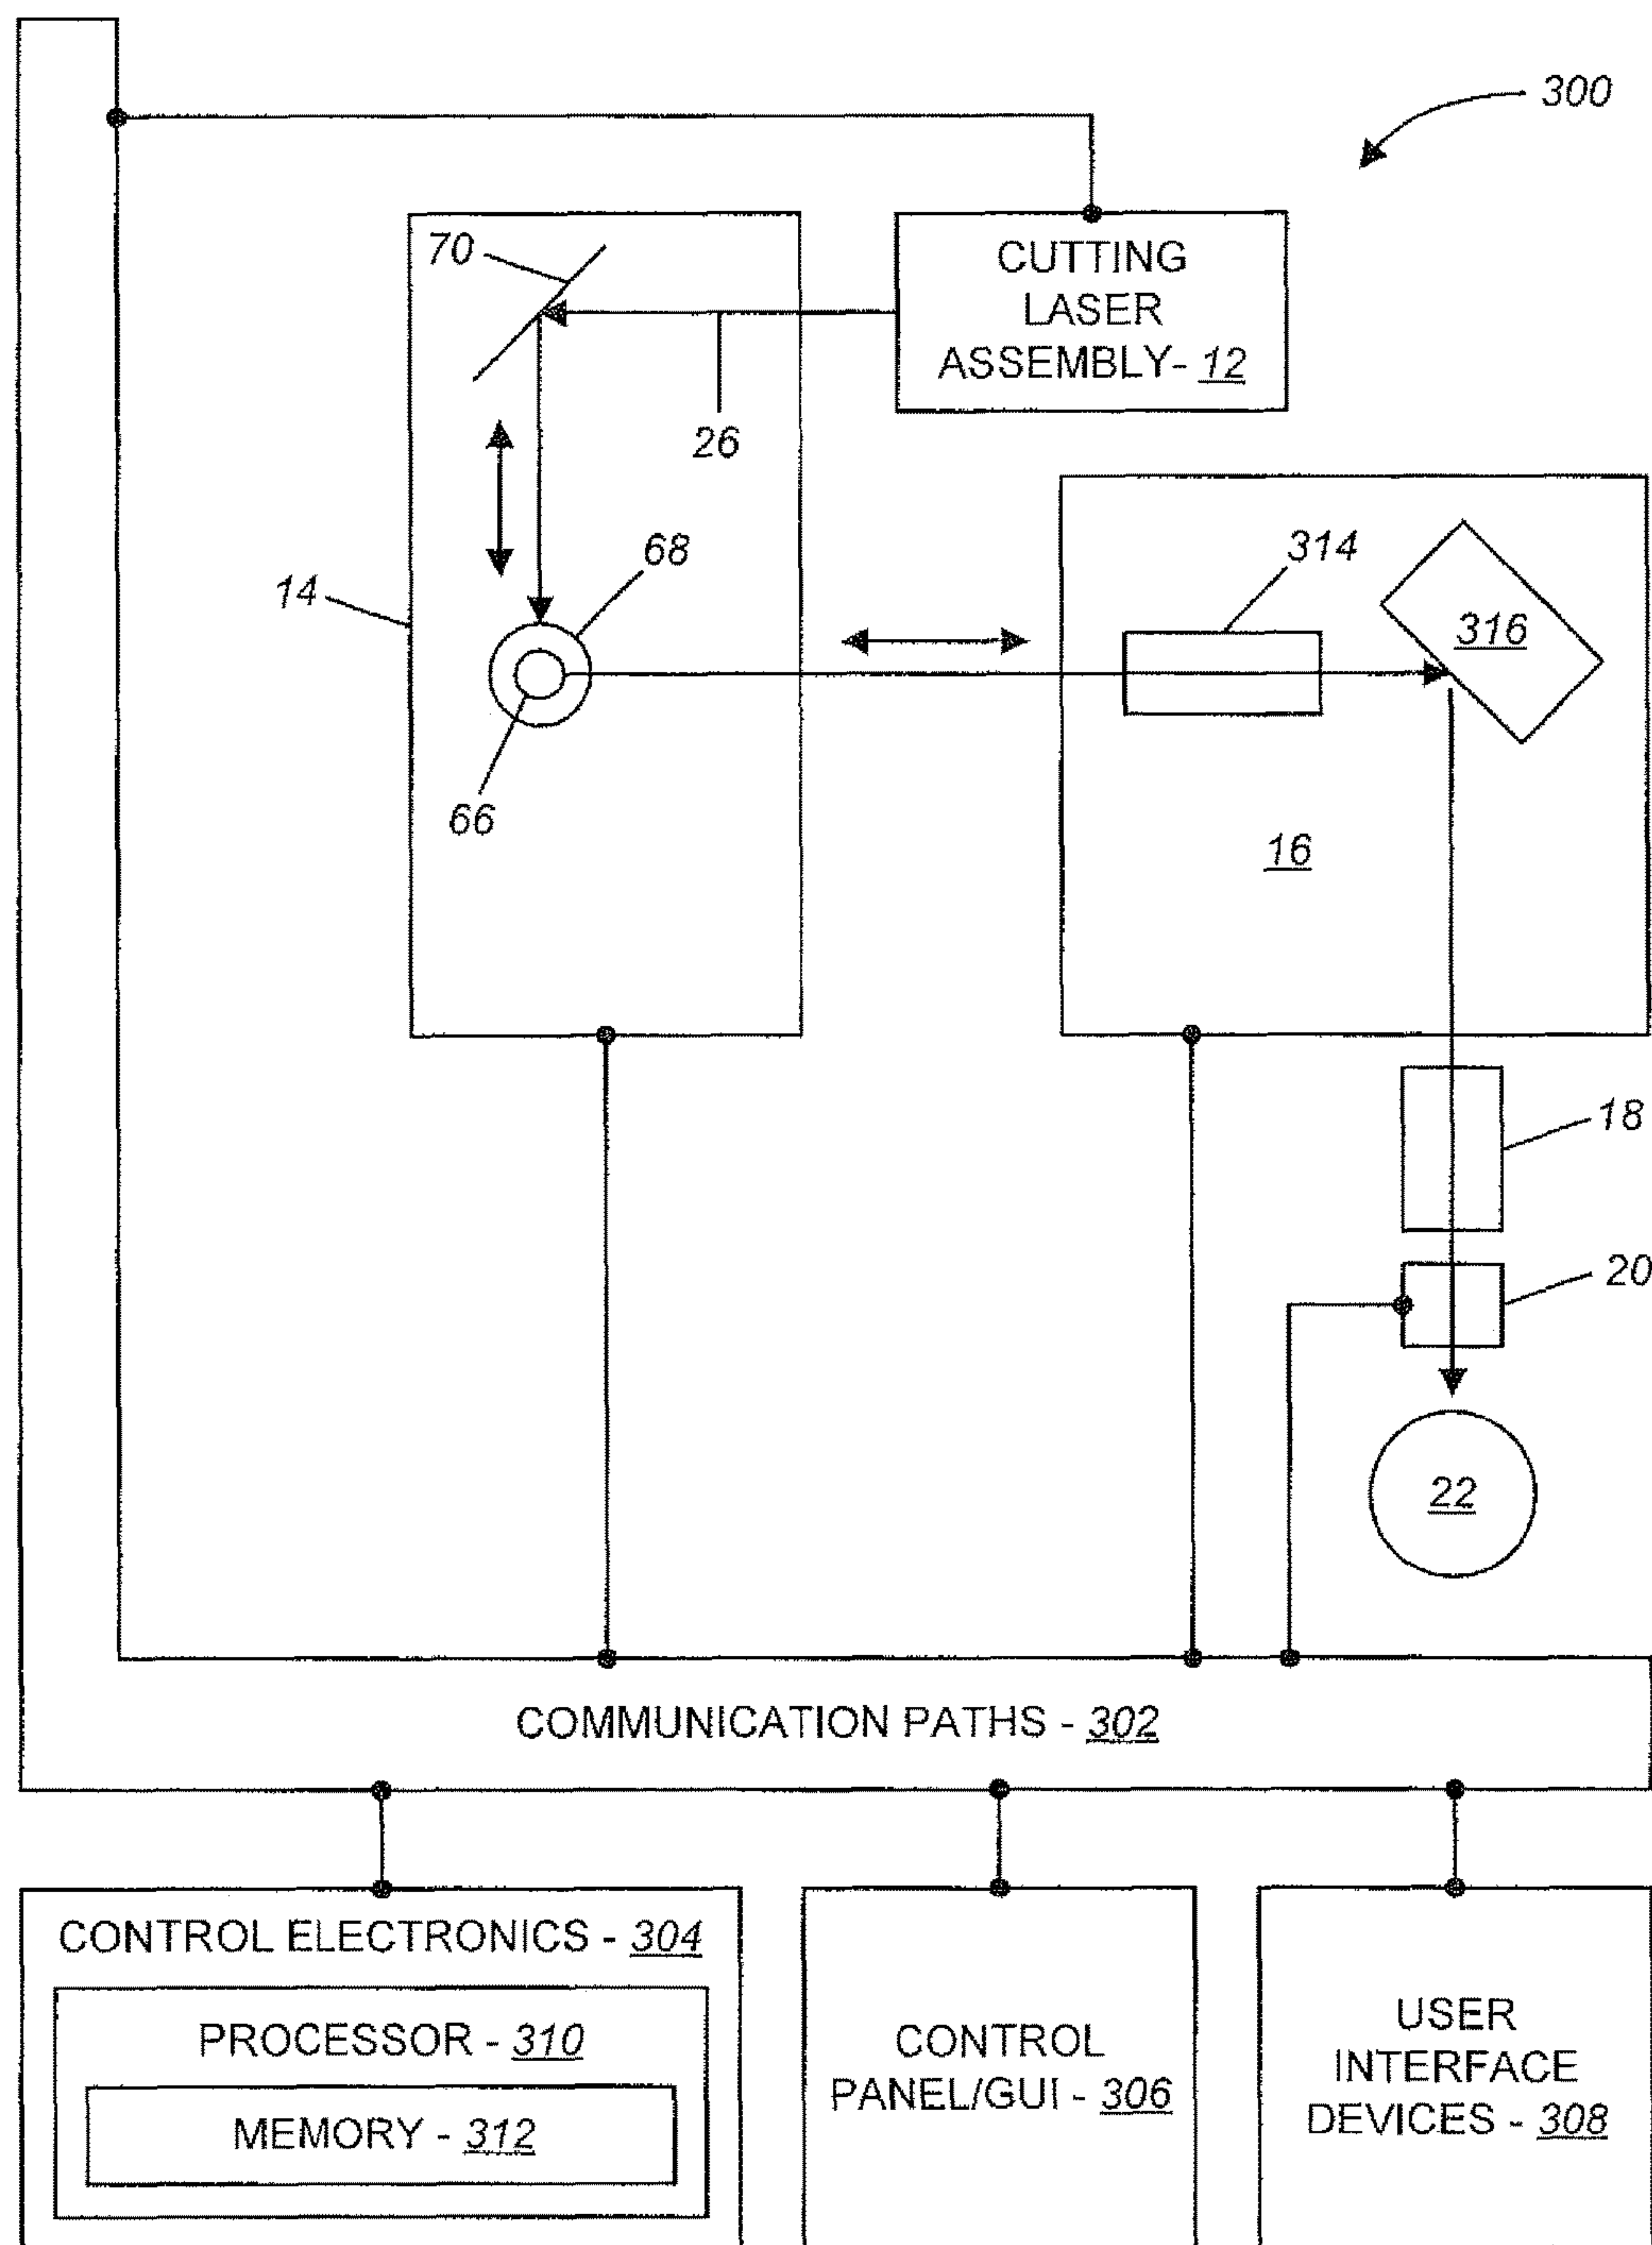 300
70
CUTTING
LASER
ASSEMBLY- 12
26
68
314
316
14
66
16
18
20
22
COMMUNICATION PATHS - 302
CONTROL ELECTRONICS - 304
PROCESSOR - 310
MEMORY - 312
CONTROL
PANEL/GUI - 306
USER
INTERFACE
DEVICES - 308